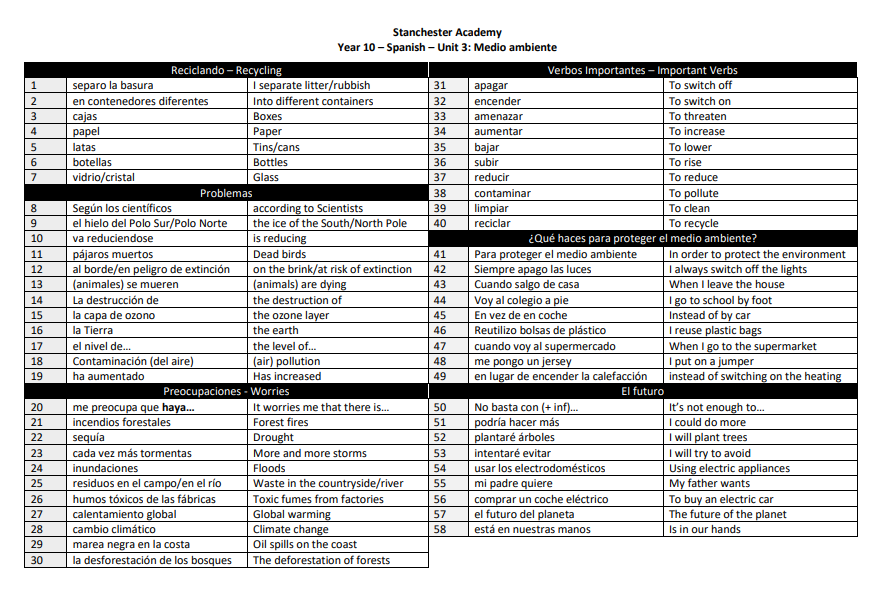 Stanchester Academy
Year 10 – Spanish – Unit 3: Medio ambiente
Reciclando – Recycling
1 separo la basura I separate litter/rubbish
2 en contenedores diferentes Into different containers
3 cajas Boxes
4 papel Paper
5 latas Tins/cans
6 botellas Bottles
7 vidrio/cristal Glass
Problemas
8 Según los científicos according to Scientists
9 el hielo del Polo Sur/Polo Norte the ice of the South/North Pole
10 va reduciendose is reducing
11 pájaros muertos Dead birds
12 al borde/en peligro de extinción on the brink/at risk of extinction
13 (animales) se mueren (animals) are dying
14 La destrucción de the destruction of
15 la capa de ozono the ozone layer
16 la Tierra the earth
17 el nivel de… the level of…
18 Contaminación (del aire) (air) pollution
19 ha aumentado Has increased
Preocupaciones - Worries
20 me preocupa que haya… It worries me that there is…
21 incendios forestales Forest fires
22 sequía Drought
23 cada vez más tormentas More and more storms
24 inundaciones Floods
25 residuos en el campo/en el río Waste in the countryside/river
26 humos tóxicos de las fábricas Toxic fumes from factories
27 calentamiento global Global warming
28 cambio climático Climate change
29 marea negra en la costa Oil spills on the coast
30 la desforestación de los bosques The deforestation of forests
Verbos Importantes – Important Verbs
31 apagar To switch off
32 encender To switch on
33 amenazar To threaten
34 aumentar To increase
35 bajar To lower
36 subir To rise
37 reducir To reduce
38 contaminar To pollute
39 limpiar To clean
40 reciclar To recycle
¿Qué haces para proteger el medio ambiente?
41 Para proteger el medio ambiente In order to protect the environment
42 Siempre apago las luces I always switch off the lights
43 Cuando salgo de casa When I leave the house
44 Voy al colegio a pie I go to school by foot
45 En vez de en coche Instead of by car
46 Reutilizo bolsas de plástico I reuse plastic bags
47 cuando voy al supermercado When I go to the supermarket
48 me pongo un jersey I put on a jumper
49 en lugar de encender la calefacción instead of switching on the heating
El futuro
50 No basta con (+ inf)… It's not enough to…
51 podría hacer más I could do more
52 plantaré árboles I will plant trees
53 intentaré evitar I will try to avoid
54 usar los electrodomésticos Using electric appliances
55 mi padre quiere My father wants
56 comprar un coche eléctrico To buy an electric car
57 el futuro del planeta The future of the planet
58 está en nuestras manos Is in our hands